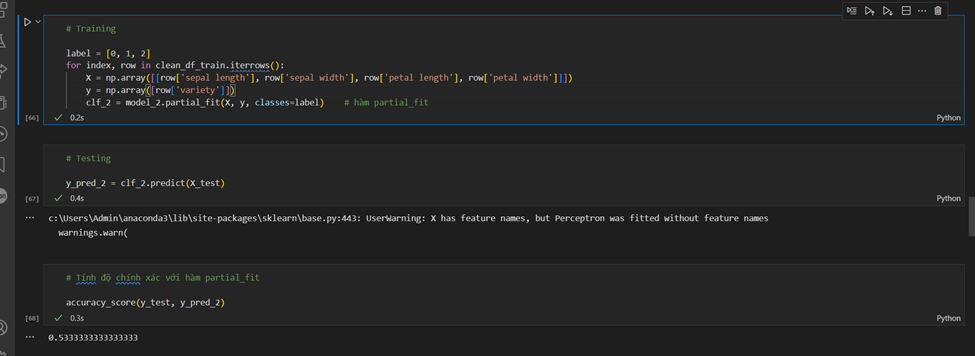 # Training
label = [0, 1, 2]
for index, row in clean_df_train.iterrows():
    X = np.array([[row['sepal length'], row['sepal width'], row['petal length'], row['petal width']]])
    y = np.array([row['variety']])
    clf_2 = model_2.partial_fit(X, y, classes=label)    # hàm partial_fit
[66] 0.2s Python
# Testing
y_pred_2 = clf_2.predict(X_test)
[67] 0.4s Python
... c:\Users\Admin\anaconda3\lib\site-packages\sklearn\base.py:443: UserWarning: X has feature names, but Perceptron was fitted without feature names
  warnings.warn(
# Tính độ chính xác với hàm partial_fit
accuracy_score(y_test, y_pred_2)
[68] 0.3s Python
... 0.5333333333333333